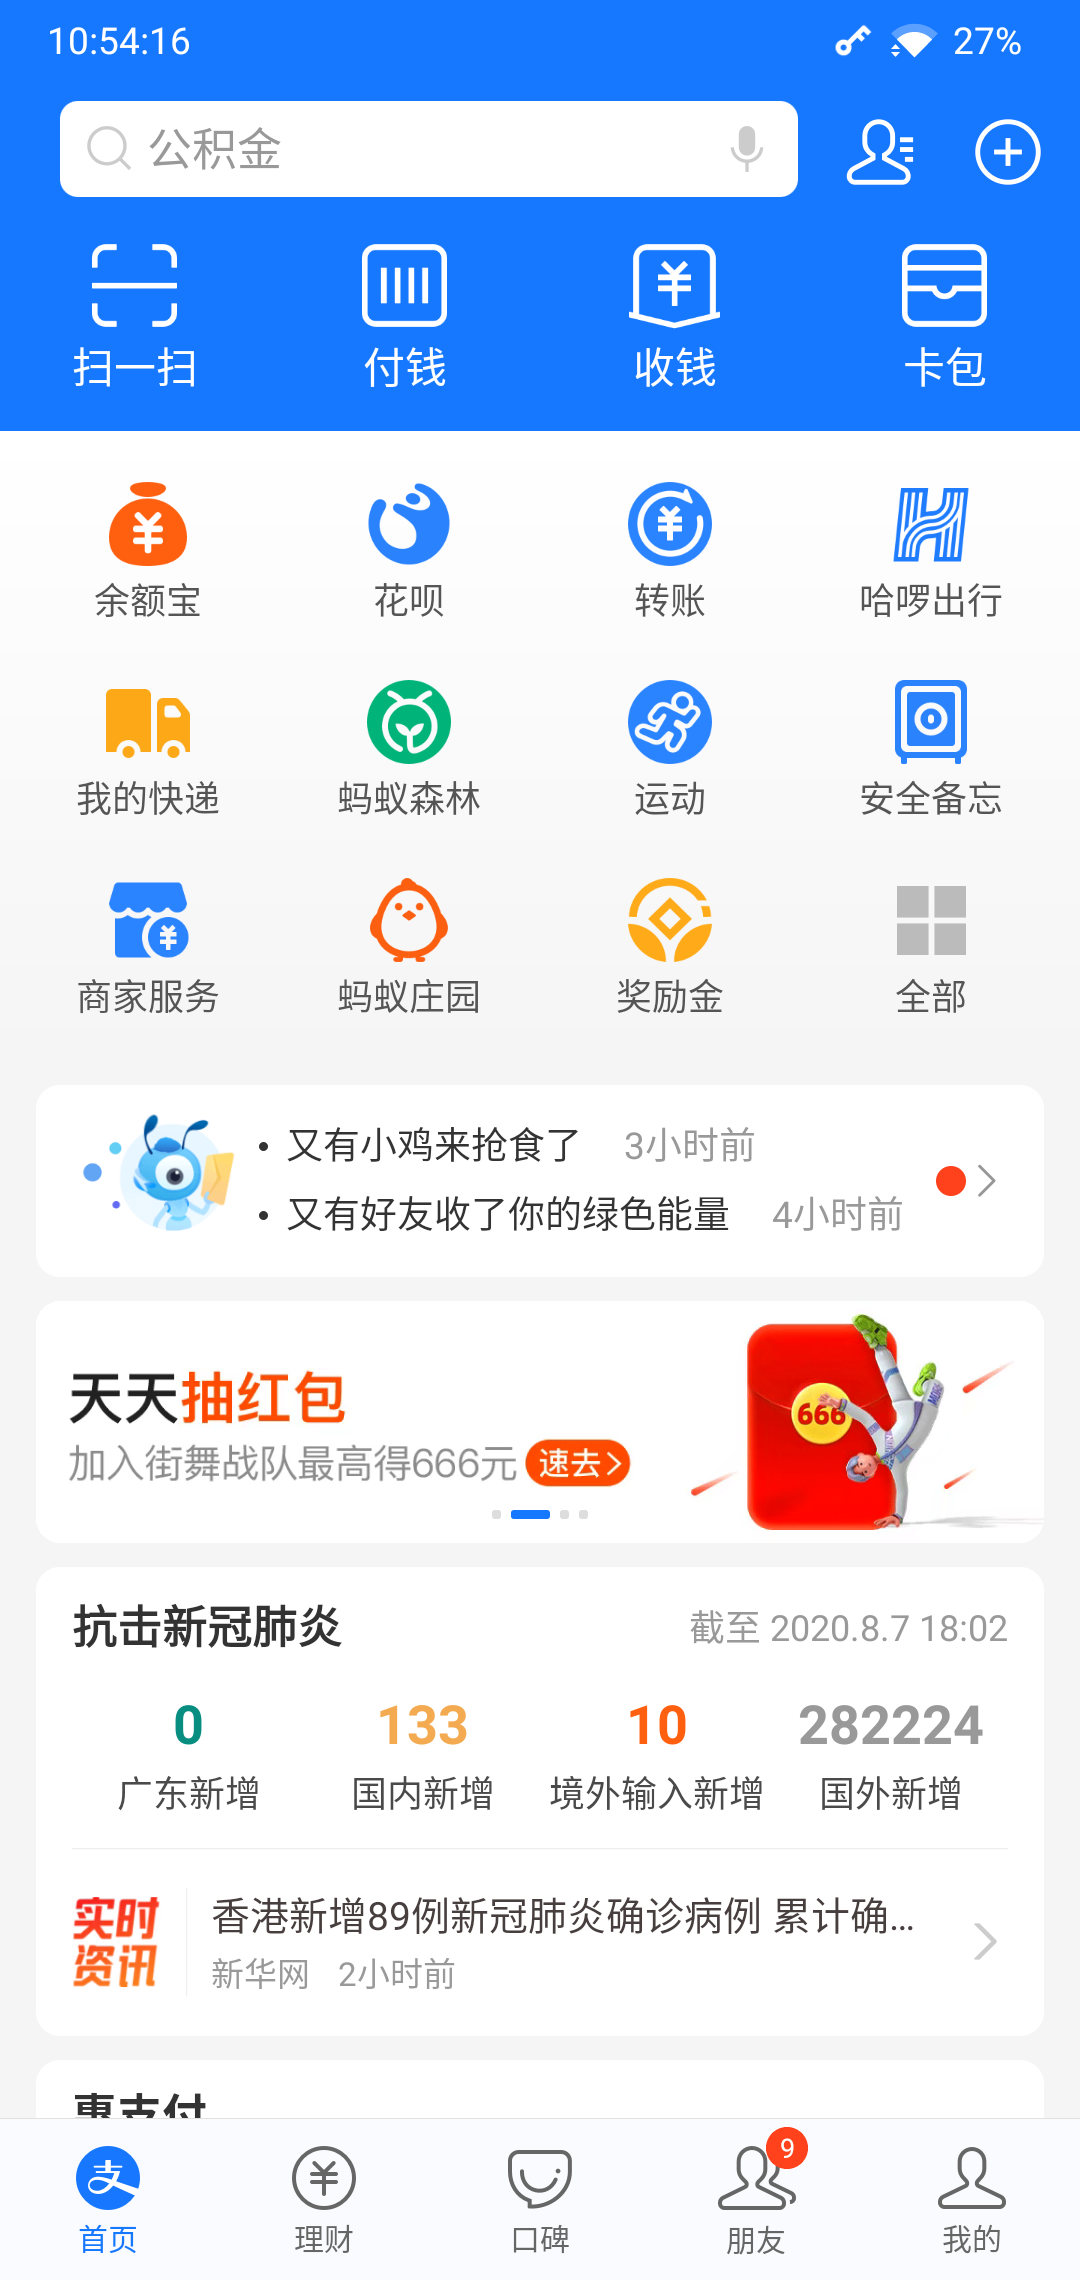 10:54:16
27%
公积金
扫一扫
付钱
收钱
卡包
余额宝
花呗
转账
哈啰出行
我的快递
蚂蚁森林
运动
安全备忘
商家服务
蚂蚁庄园
奖励金
全部
• 又有小鸡来抢食了 3小时前
• 又有好友收了你的绿色能量 4小时前
天天抽红包
加入街舞战队最高得666元 速去>
666
抗击新冠肺炎
截至 2020.8.7 18:02
0
133
10
282224
广东新增
国内新增
境外输入新增
国外新增
实时
资讯
香港新增89例新冠肺炎确诊病例 累计确...
新华网 2小时前
惠支付
支
9
首页
理财
口碑
朋友
我的